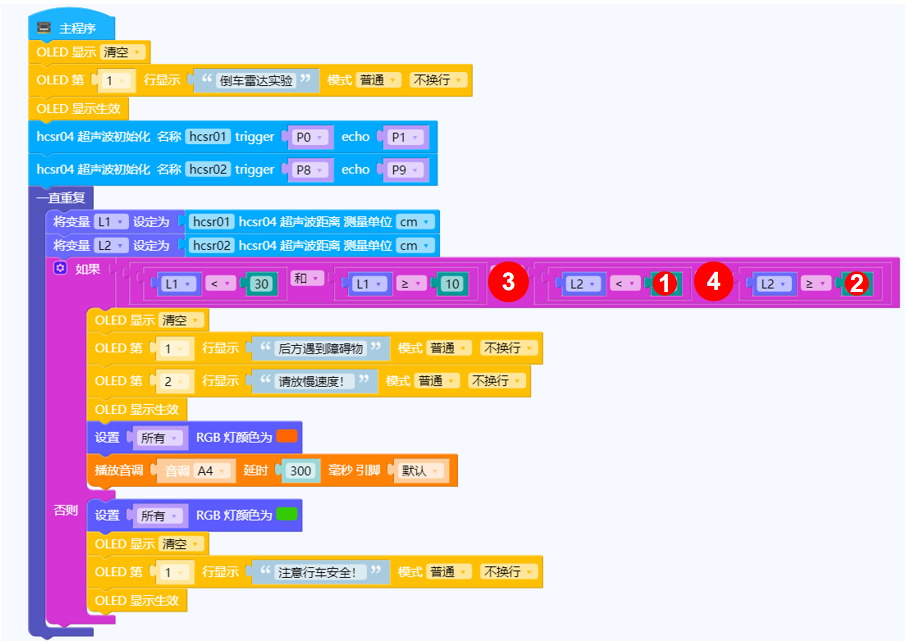 主程序
OLED 显示 清空
OLED 第 1 行显示 “ 倒车雷达实验 ” 模式 普通 不换行
OLED 显示生效
hcsr04 超声波初始化 名称 hcsr01 trigger P0 echo P1
hcsr04 超声波初始化 名称 hcsr02 trigger P8 echo P9
一直重复
将变量 L1 设定为 hcsr01 hcsr04 超声波距离 测量单位 cm
将变量 L2 设定为 hcsr02 hcsr04 超声波距离 测量单位 cm
如果 L1 < 30 和 L1 ≥ 10 3 L2 < 1 4 L2 ≥ 2
OLED 显示 清空
OLED 第 1 行显示 “ 后方遇到障碍物 ” 模式 普通 不换行
OLED 第 2 行显示 “ 请放慢速度！ ” 模式 普通 不换行
OLED 显示生效
设置 所有 RGB 灯颜色为
播放音调 音调 A4 延时 300 毫秒 引脚 默认
否则 设置 所有 RGB 灯颜色为
OLED 显示 清空
OLED 第 1 行显示 “ 注意行车安全！ ” 模式 普通 不换行
OLED 显示生效